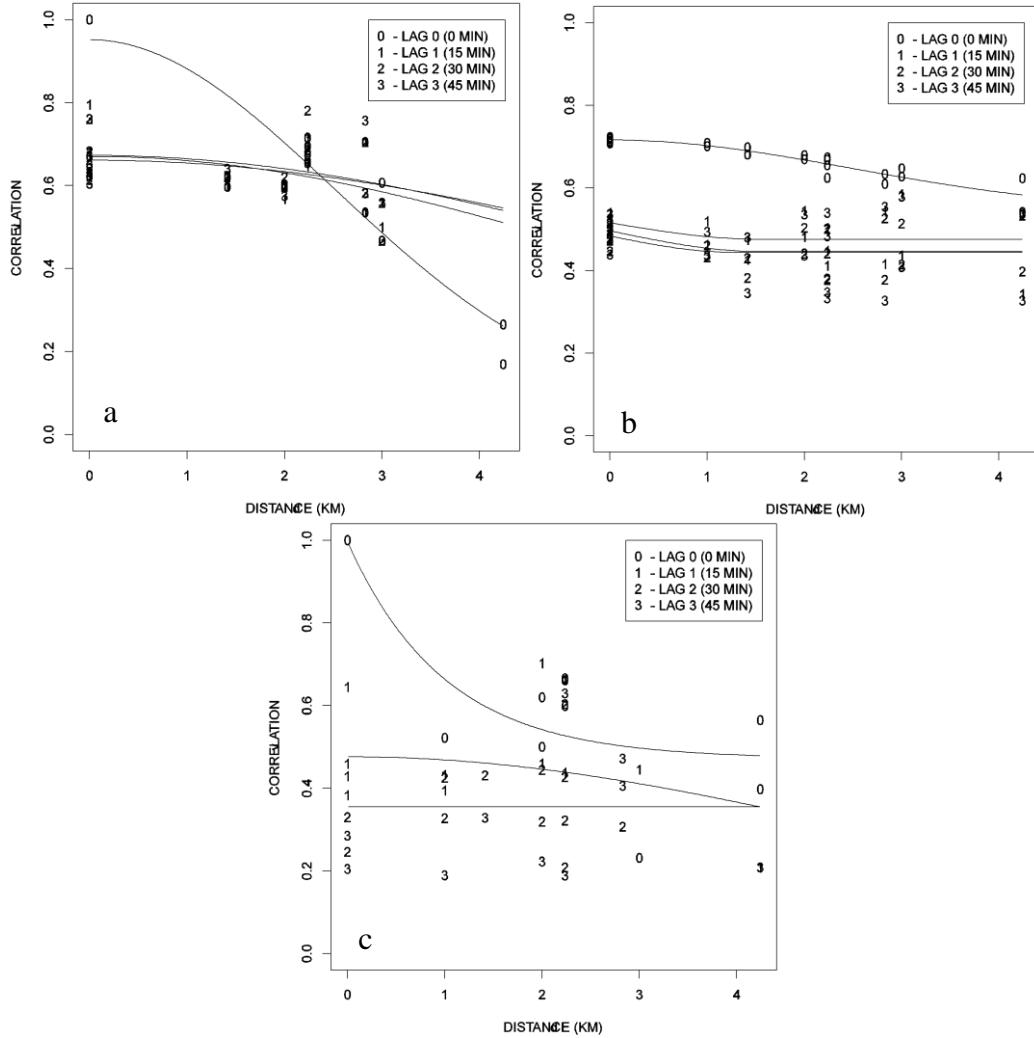 0 - LAG 0 (0 MIN)
1 - LAG 1 (15 MIN)
2 - LAG 2 (30 MIN)
3 - LAG 3 (45 MIN)
CORRELATION
0.0 0.2 0.4 0.6 0.8 1.0
a
0 1 2 3 4
DISTANCE (KM)
0 - LAG 0 (0 MIN)
1 - LAG 1 (15 MIN)
2 - LAG 2 (30 MIN)
3 - LAG 3 (45 MIN)
CORRELATION
0.0 0.2 0.4 0.6 0.8 1.0
b
0 1 2 3 4
DISTANCE (KM)
0 - LAG 0 (0 MIN)
1 - LAG 1 (15 MIN)
2 - LAG 2 (30 MIN)
3 - LAG 3 (45 MIN)
CORRELATION
0.0 0.2 0.4 0.6 0.8 1.0
c
0 1 2 3 4
DISTANCE (KM)